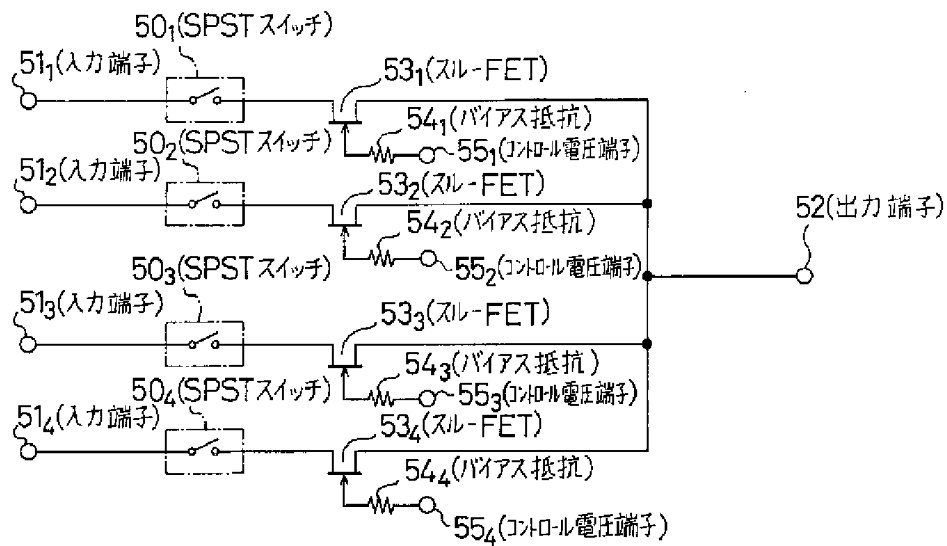 50₁(SPSTスイッチ)
51₁(入力端子)
53₁(スルーFET)
54₁(バイアス抵抗)
55₁(コントロール電圧端子)
50₂(SPSTスイッチ)
51₂(入力端子)
53₂(スルーFET)
52(出力端子)
54₂(バイアス抵抗)
55₂(コントロール電圧端子)
50₃(SPSTスイッチ)
51₃(入力端子)
53₃(スルーFET)
54₃(バイアス抵抗)
55₃(コントロール電圧端子)
50₄(SPSTスイッチ)
51₄(入力端子)
53₄(スルーFET)
54₄(バイアス抵抗)
55₄(コントロール電圧端子)